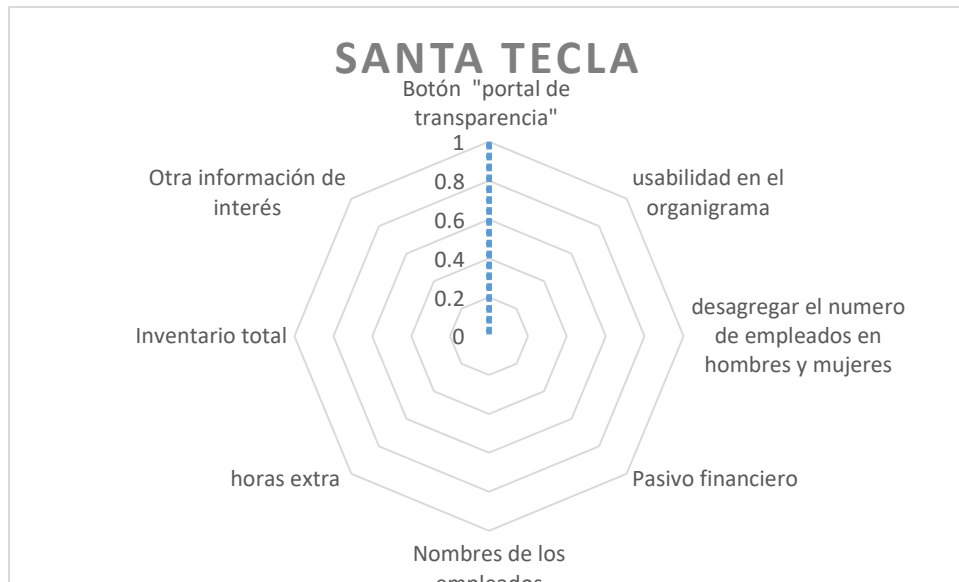 SANTA TECLA
Botón "portal de
transparencia"
1
0.8
0.6
0.4
0.2
0
usabilidad en el
organigrama
desagregar el numero
de empleados en
hombres y mujeres
Pasivo financiero
Nombres de los
empleados
horas extra
Inventario total
Otra información de
interés